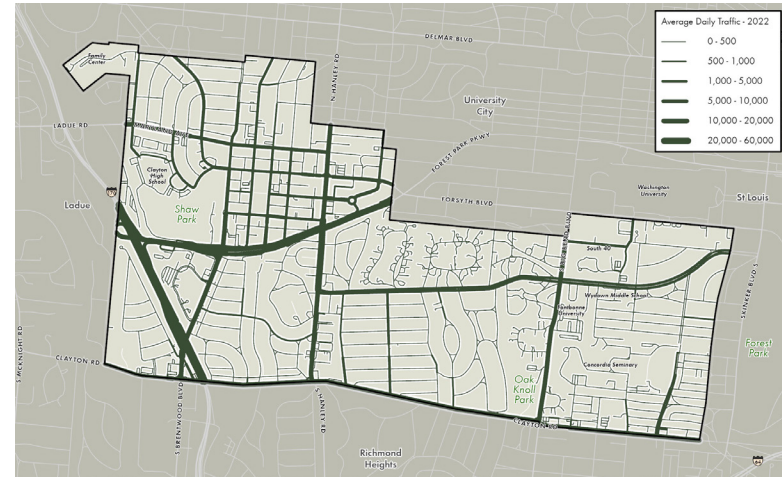 Average Daily Traffic - 2022
0 - 500
500 - 1,000
1,000 - 5,000
5,000 - 10,000
10,000 - 20,000
20,000 - 60,000
DELMAR BLVD
Family
Center
N HANLEY RD
University
City
LADUE RD
FOREST PARK PKWY
Clayton
High
School
Washington
University
170
St Louis
Ladue
Shaw
Park
FORSYTH BLVD
South 40
SKINKER BLVD S
Wydown Middle School
Fontbonne
University
S MCKNIGHT RD
Forest
Park
CLAYTON RD
Concordia Seminary
Oak
Knoll
Park
S BRENTWOOD BLVD
S HANLEY RD
CLAYTON RD
Richmond
Heights
64